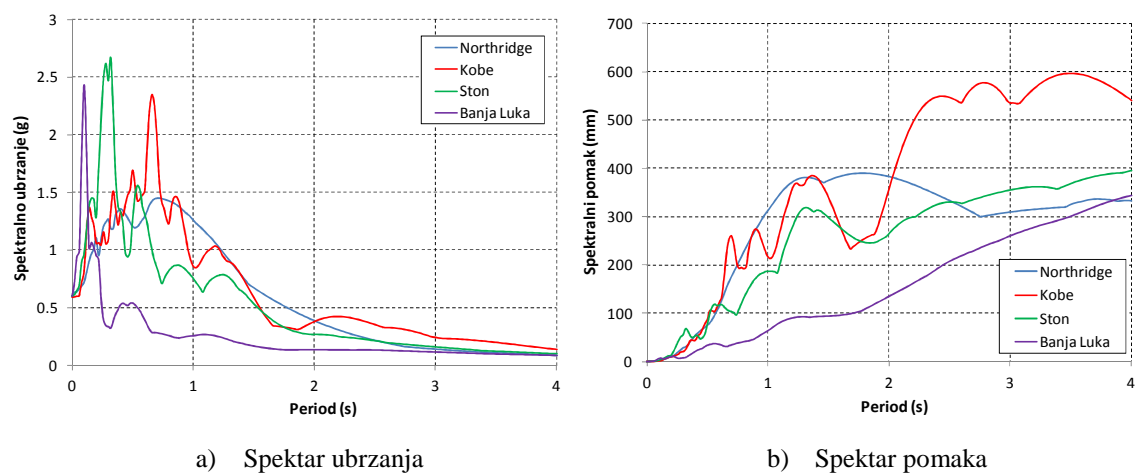 3
2.5
2
1.5
1
0.5
0
Spektralno ubrzanje (g)
Northridge
Kobe
Ston
Banja Luka
0 1 2 3 4
Period (s)
a) Spektar ubrzanja
700
600
500
400
300
200
100
0
Spektralni pomak (mm)
Northridge
Kobe
Ston
Banja Luka
0 1 2 3 4
Period (s)
b) Spektar pomaka